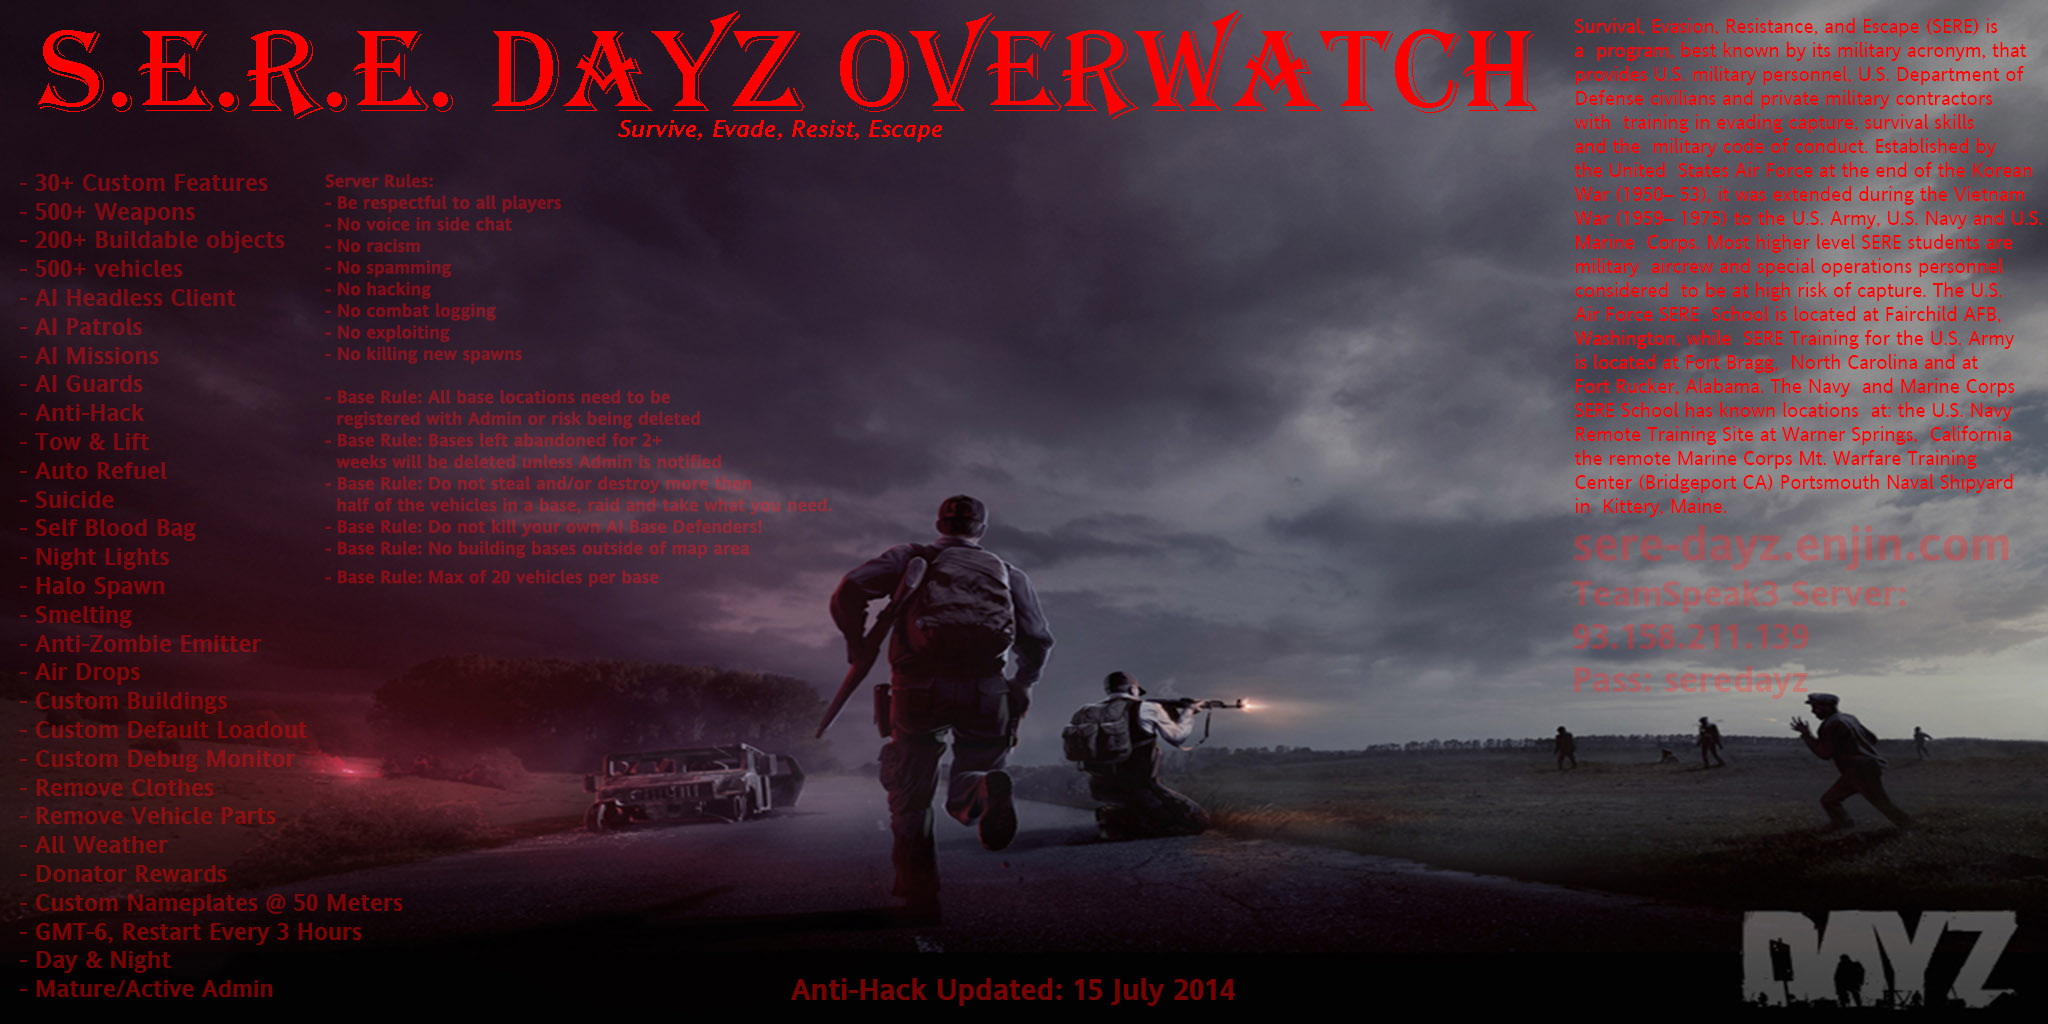 S.E.R.E. DAYZ OVERWATCH
Survive, Evade, Resist, Escape
- 30+ Custom Features
- 500+ Weapons
- 200+ Buildable objects
- 500+ vehicles
- AI Headless Client
- AI Patrols
- AI Missions
- AI Guards
- Anti-Hack
- Tow & Lift
- Auto Refuel
- Suicide
- Self Blood Bag
- Night Lights
- Halo Spawn
- Smelting
- Anti-Zombie Emitter
- Air Drops
- Custom Buildings
- Custom Default Loadout
- Custom Debug Monitor
- Remove Clothes
- Remove Vehicle Parts
- All Weather
- Donator Rewards
- Custom Nameplates @ 50 Meters
- GMT-6, Restart Every 3 Hours
- Day & Night
- Mature/Active Admin
Server Rules:
- Be respectful to all players
- No voice in side chat
- No racism
- No spamming
- No hacking
- No combat logging
- No exploiting
- No killing new spawns
- Base Rule: All base locations need to be
registered with Admin or risk being deleted
- Base Rule: Bases left abandoned for 2+
weeks will be deleted unless Admin is notified
- Base Rule: Do not steal and/or destroy more then
half of the vehicles in a base, raid and take what you need.
- Base Rule: Do not kill your own AI Base Defenders!
- Base Rule: No building bases outside of map area
- Base Rule: Max of 20 vehicles per base
Survival, Evasion, Resistance, and Escape (SERE) is
a program, best known by its military acronym, that
provides U.S. military personnel, U.S. Department of
Defense civilians and private military contractors
with training in evading capture, survival skills
and the military code of conduct. Established by
the United States Air Force at the end of the Korean
War (1950– 53), it was extended during the Vietnam
War (1959– 1975) to the U.S. Army, U.S. Navy and U.S.
Marine Corps. Most higher level SERE students are
military aircrew and special operations personnel
considered to be at high risk of capture. The U.S.
Air Force SERE School is located at Fairchild AFB,
Washington, while SERE Training for the U.S. Army
is located at Fort Bragg, North Carolina and at
Fort Rucker, Alabama. The Navy and Marine Corps
SERE School has known locations at: the U.S. Navy
Remote Training Site at Warner Springs, California
the remote Marine Corps Mt. Warfare Training
Center (Bridgeport CA) Portsmouth Naval Shipyard
in Kittery, Maine.
sere-dayz.enjin.com
TeamSpeak3 Server:
93.158.211.139
Pass: seredayz
Anti-Hack Updated: 15 July 2014
DAYZ